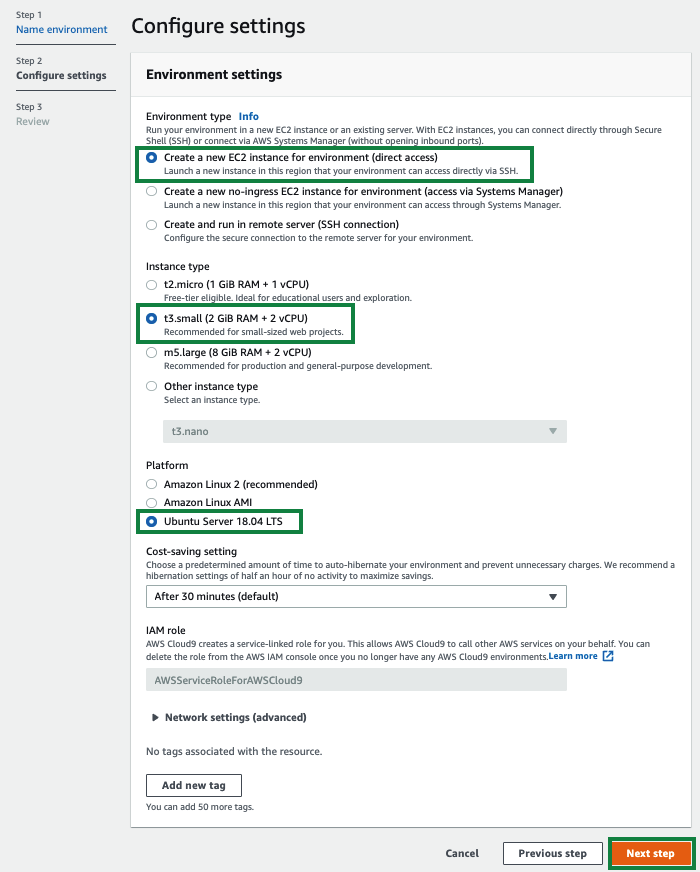 Step 1
Name environment
Step 2
Configure settings
Step 3
Review
Configure settings
Environment settings
Environment type Info
Run your environment in a new EC2 instance or an existing server. With EC2 instances, you can connect directly through Secure
Shell (SSH) or connect via AWS Systems Manager (without opening inbound ports).
Create a new EC2 instance for environment (direct access)
Launch a new instance in this region that your environment can access directly via SSH.
Create a new no-ingress EC2 instance for environment (access via Systems Manager)
Launch a new instance in this region that your environment can access through Systems Manager.
Create and run in remote server (SSH connection)
Configure the secure connection to the remote server for your environment.
Instance type
t2.micro (1 GiB RAM + 1 vCPU)
Free-tier eligible. Ideal for educational users and exploration.
t3.small (2 GiB RAM + 2 vCPU)
Recommended for small-sized web projects.
m5.large (8 GiB RAM + 2 vCPU)
Recommended for production and general-purpose development.
Other instance type
Select an instance type.
t3.nano
Platform
Amazon Linux 2 (recommended)
Amazon Linux AMI
Ubuntu Server 18.04 LTS
Cost-saving setting
Choose a predetermined amount of time to auto-hibernate your environment and prevent unnecessary charges. We recommend a
hibernation settings of half an hour of no activity to maximize savings.
After 30 minutes (default)
IAM role
AWS Cloud9 creates a service-linked role for you. This allows AWS Cloud9 to call other AWS services on your behalf. You can
delete the role from the AWS IAM console once you no longer have any AWS Cloud9 environments.Learn more
AWSServiceRoleForAWSCloud9
Network settings (advanced)
No tags associated with the resource.
Add new tag
You can add 50 more tags.
Cancel Previous step Next step